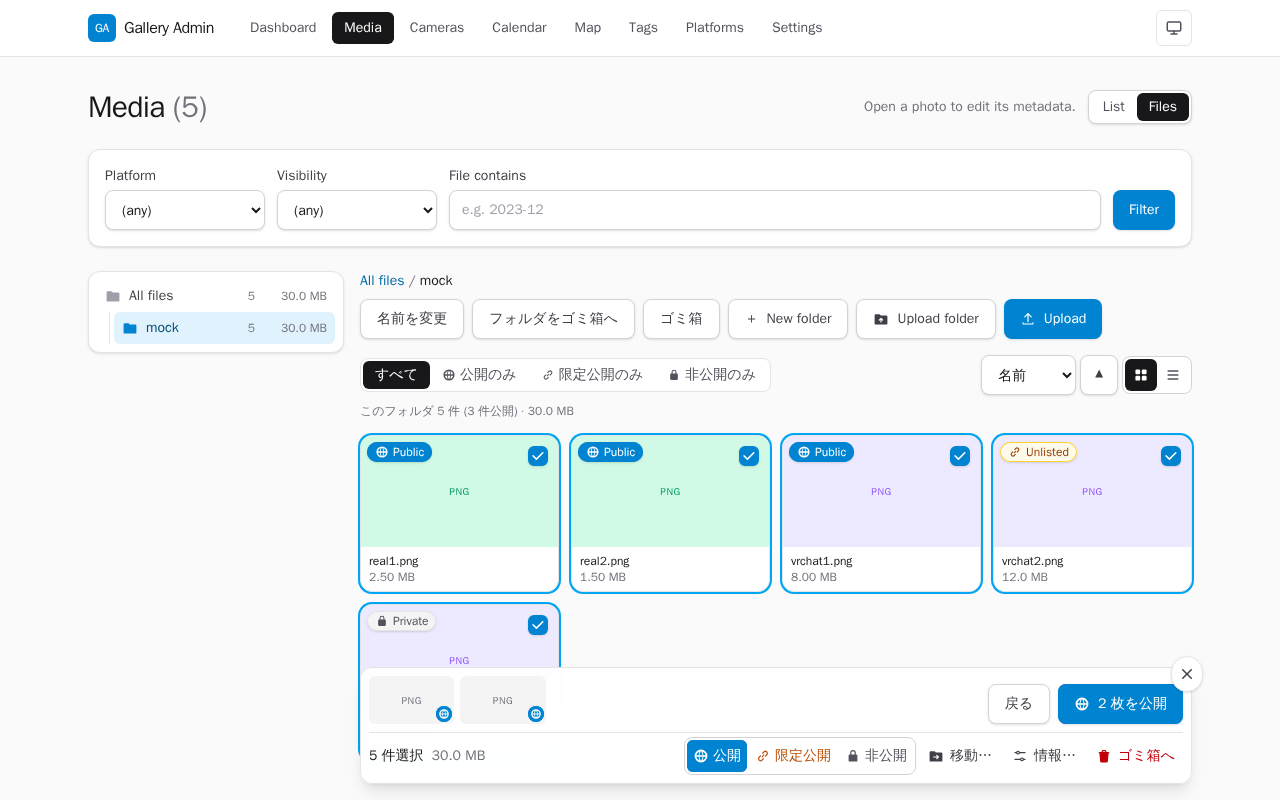 GA Gallery Admin Dashboard Media Cameras Calendar Map Tags Platforms Settings
Media (5)
Open a photo to edit its metadata. List Files
Platform Visibility File contains
(any) (any) e.g. 2023-12 Filter
All files 5 30.0 MB
mock 5 30.0 MB
All files / mock
名前を変更 フォルダをゴミ箱へ ゴミ箱 + New folder Upload folder Upload
すべて 公開のみ 限定公開のみ 非公開のみ 名前 ▲
このフォルダ 5 件 (3 件公開) · 30.0 MB
Public Public Public Unlisted
PNG PNG PNG PNG
real1.png real2.png vrchat1.png vrchat2.png
2.50 MB 1.50 MB 8.00 MB 12.0 MB
Private
PNG
PNG PNG 戻る 2 枚を公開
5 件選択 30.0 MB 公開 限定公開 非公開 移動… 情報… ゴミ箱へ